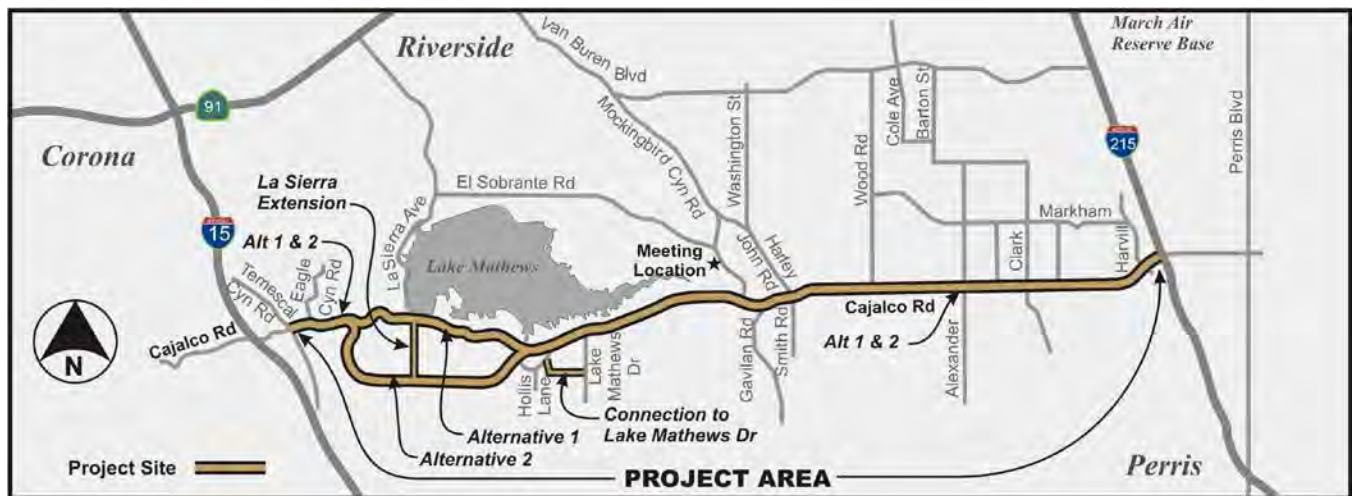 Riverside
Van Buren Blvd
March Air
Reserve Base
91
Corona
Mockingbird Cyn Rd
Washington St
Wood Rd
Cole Ave
Barton St
215
Perris Blvd
La Sierra
Extension
El Sobrante Rd
15
Alt 1 & 2
LaSierra Ave
Lake Mathews
Meeting
Location
John Rd
Harley
Markham
Clark
Harvill
Temescal
Cyn Rd
Eagle
Cyn Rd
Cajalco Rd
N
Cajalco Rd
Alt 1 & 2
Alexander
Gavilan Rd
Smith Rd
Hollis
Lane
Lake
Mathews
Dr
Connection to
Lake Mathews Dr
Alternative 1
Alternative 2
Project Site
PROJECT AREA
Perris